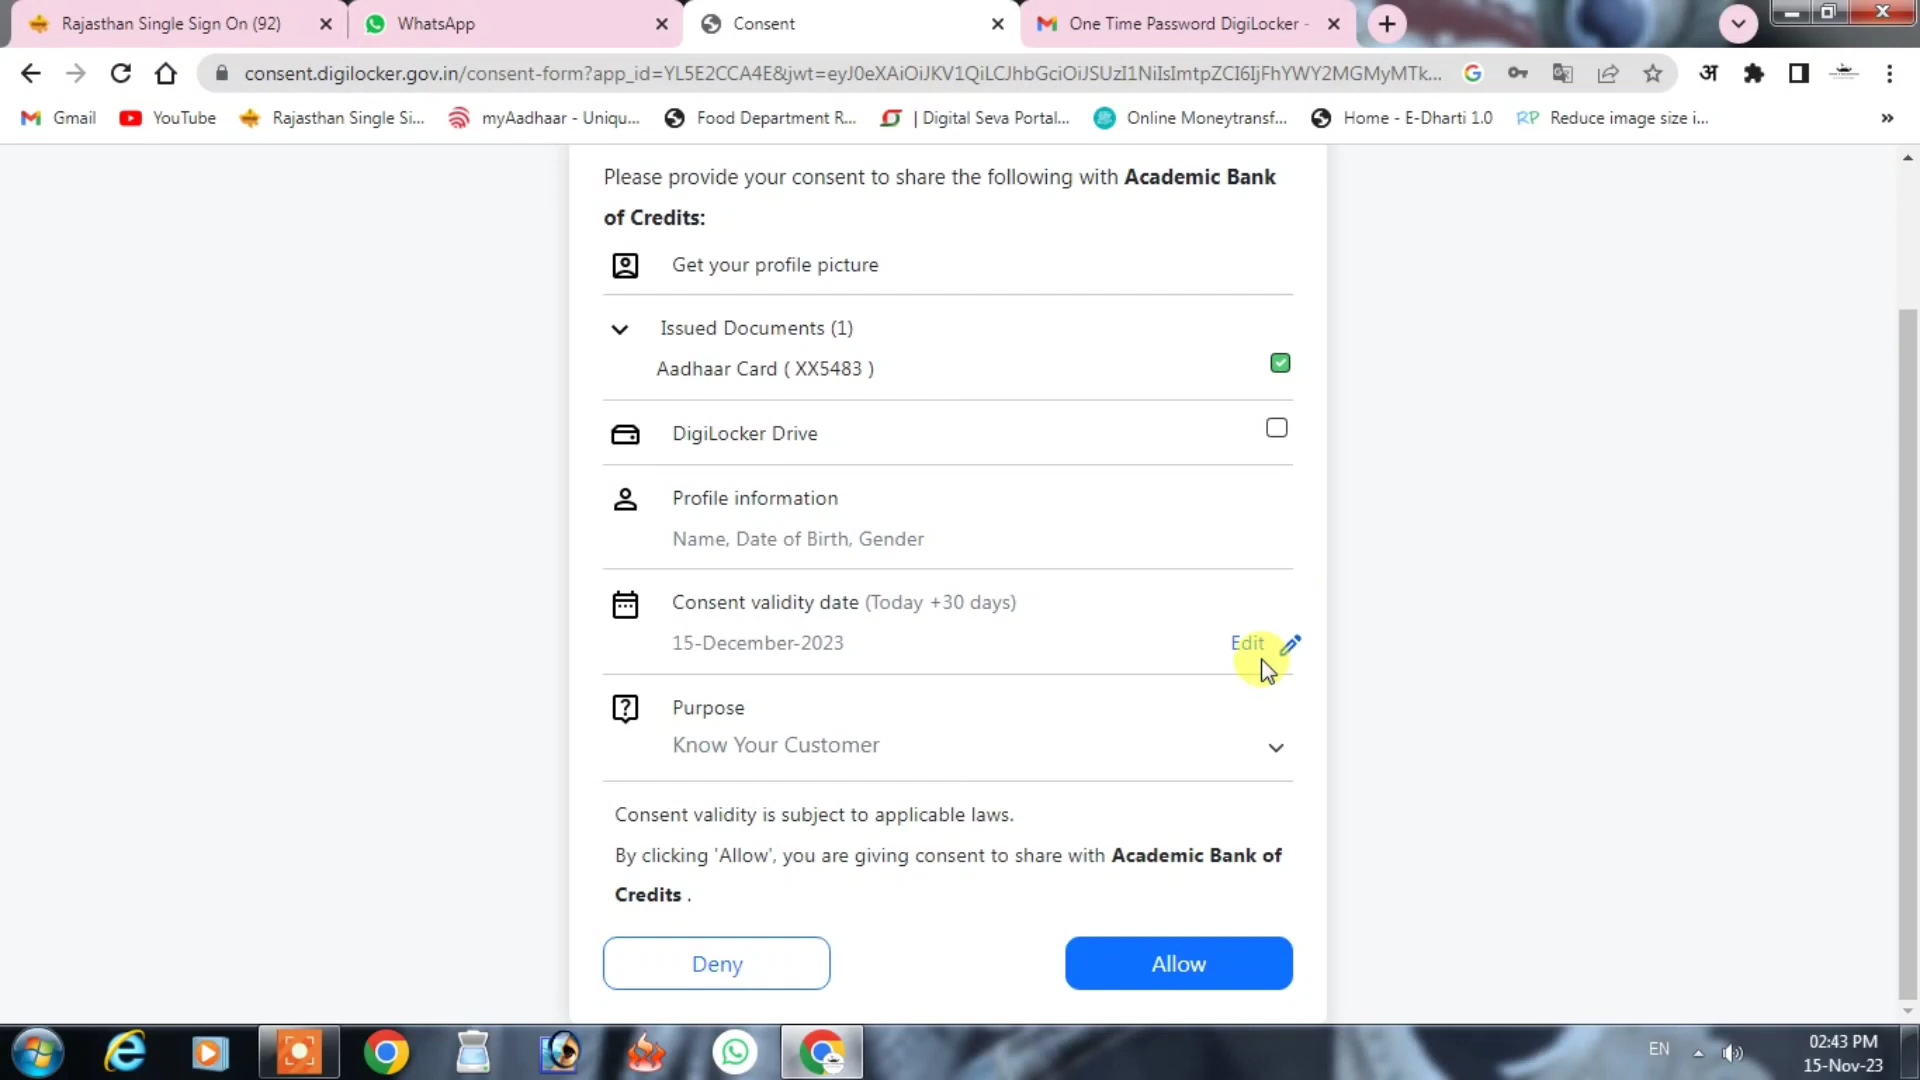 Rajasthan Single Sign On (92)
WhatsApp
Consent
One Time Password DigiLocker -
consent.digilocker.gov.in/consent-form?app_id=YL5E2CCA4E&jwt=eyJ0eXAiOiJKV1QiLCJhbGciOiJSUzI1NiIsImtpZCI6IjFhYWY2MGMyMTk...
अ
Gmail
YouTube
Rajasthan Single Si...
myAadhaar - Uniqu...
Food Department R...
| Digital Seva Portal...
Online Moneytransf...
Home - E-Dharti 1.0
RP
Reduce image size i...
»
Please provide your consent to share the following with Academic Bank
of Credits:
Get your profile picture
Issued Documents (1)
Aadhaar Card ( XX5483 )
DigiLocker Drive
Profile information
Name, Date of Birth, Gender
Consent validity date (Today +30 days)
15-December-2023
Edit
Purpose
Know Your Customer
Consent validity is subject to applicable laws.
By clicking 'Allow', you are giving consent to share with Academic Bank of
Credits .
Deny
Allow
EN
02:43 PM
15-Nov-23